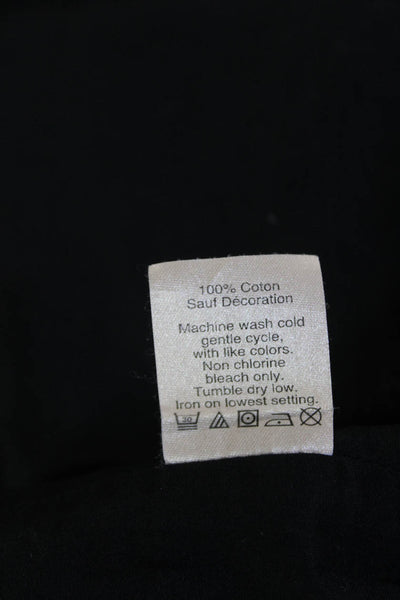 100% Coton
Sauf Décoration
Machine wash cold
gentle cycle,
with like colors.
Non chlorine
bleach only.
Tumble dry low.
Iron on lowest setting.
30